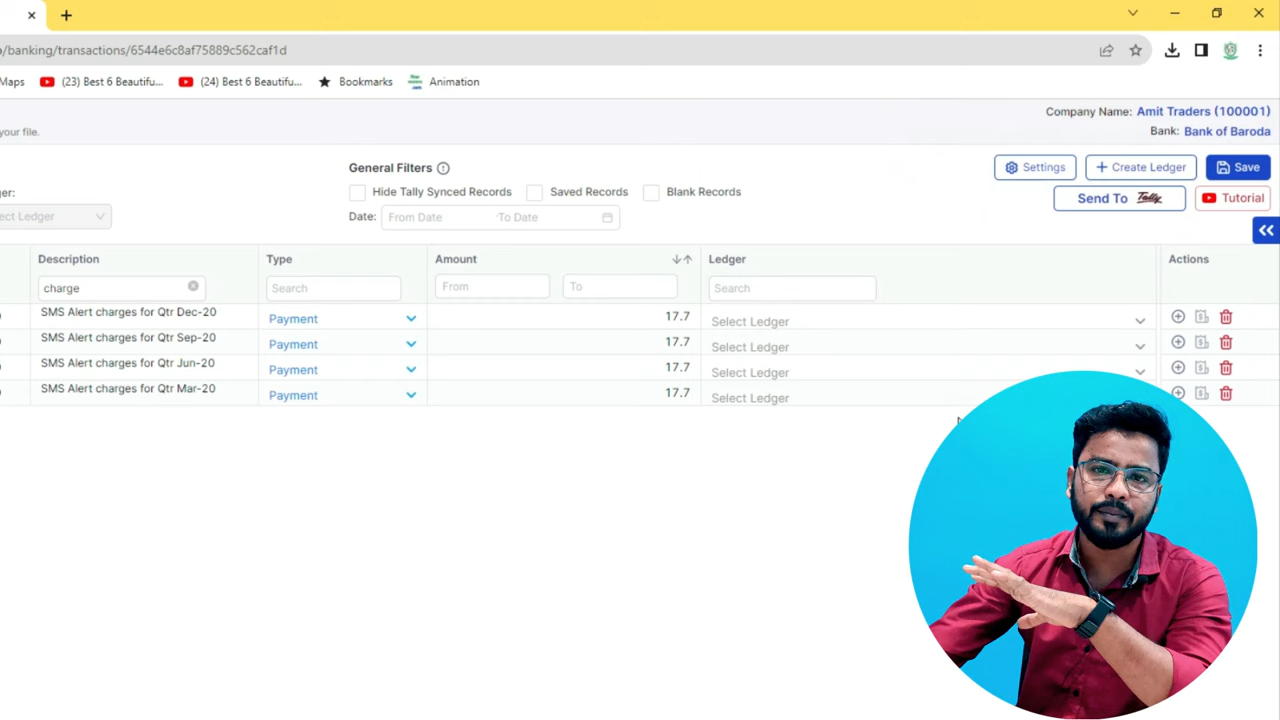 /banking/transactions/6544e6c8af75889c562caf1d
Maps (23) Best 6 Beautifu... (24) Best 6 Beautifu... Bookmarks Animation
Company Name: Amit Traders (100001)
your file.
Bank: Bank of Baroda
General Filters
Settings + Create Ledger Save
Hide Tally Synced Records Saved Records Blank Records
Send To Tally Tutorial
Select Ledger
Date: From Date To Date
Description Type Amount Ledger Actions
charge Search From To Search
SMS Alert charges for Qtr Dec-20 Payment 17.7 Select Ledger
SMS Alert charges for Qtr Sep-20 Payment 17.7 Select Ledger
SMS Alert charges for Qtr Jun-20 Payment 17.7 Select Ledger
SMS Alert charges for Qtr Mar-20 Payment 17.7 Select Ledger